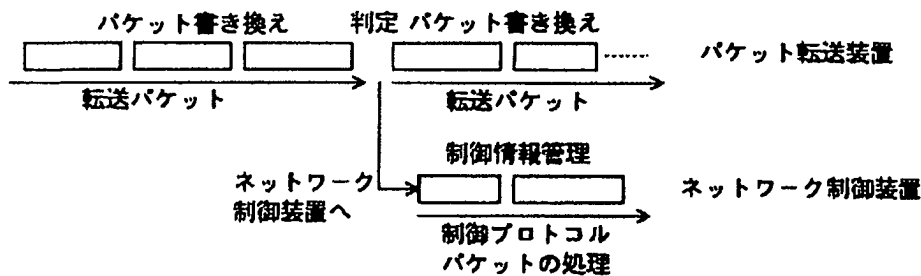 パケット書き換え 判定 パケット書き換え
パケット転送装置
転送パケット 転送パケット
制御情報管理
ネットワーク
制御装置へ
ネットワーク制御装置
制御プロトコル
パケットの処理